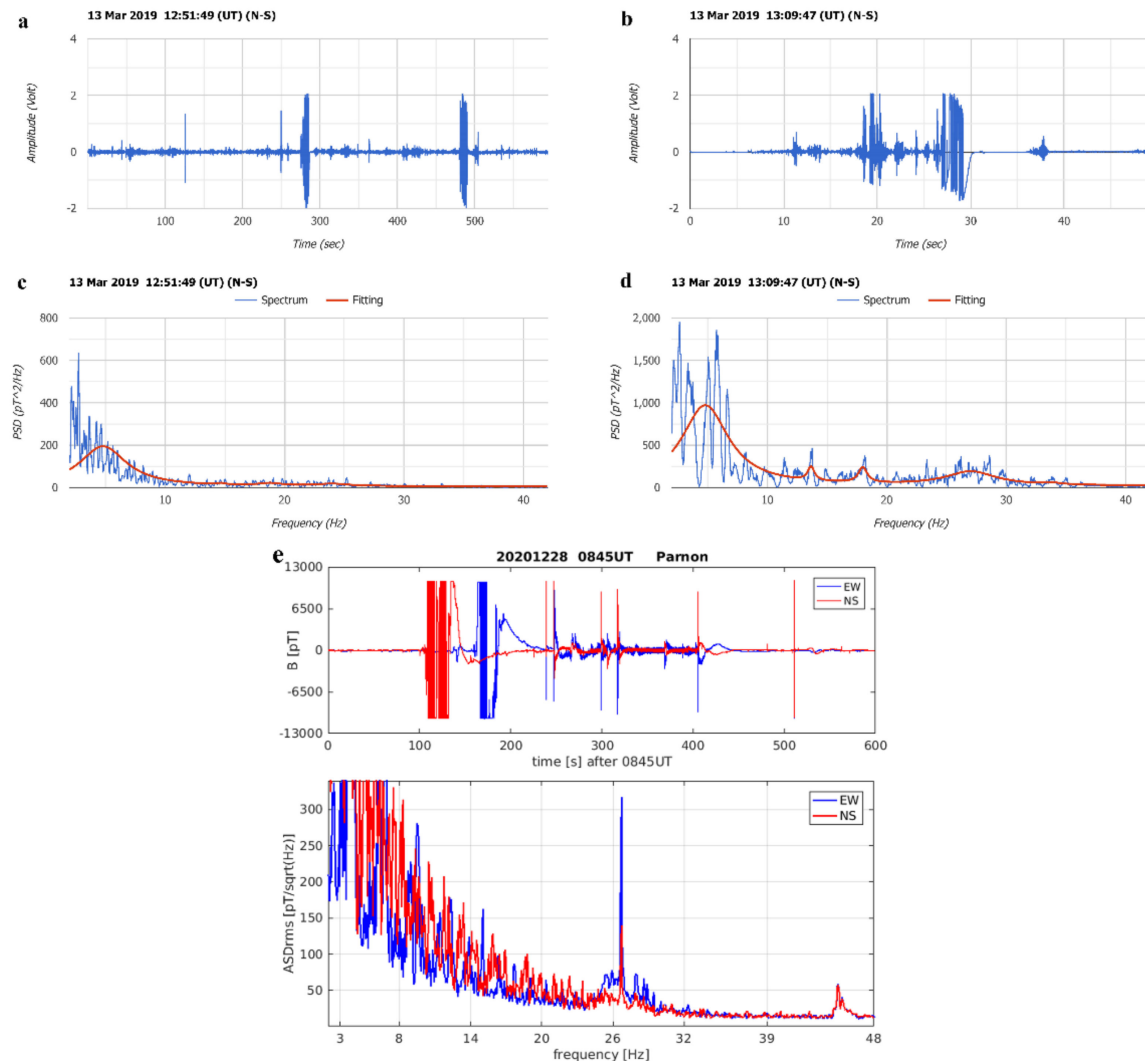 a
13 Mar 2019 12:51:49 (UT) (N-S)
4
2
0
-2
Amplitude (Volt)
100
200
300
400
500
Time (sec)
b
13 Mar 2019 13:09:47 (UT) (N-S)
4
2
0
-2
Amplitude (Volt)
0
10
20
30
40
Time (sec)
c
13 Mar 2019 12:51:49 (UT) (N-S)
Spectrum
Fitting
800
600
400
200
0
PSD (pT^2/Hz)
10
20
30
40
Frequency (Hz)
d
13 Mar 2019 13:09:47 (UT) (N-S)
Spectrum
Fitting
2,000
1,500
1,000
500
0
PSD (pT^2/Hz)
10
20
30
40
Frequency (Hz)
e
20201228 0845UT Parnon
EW
NS
13000
6500
0
-6500
-13000
B [pT]
0
100
200
300
400
500
600
time [s] after 0845UT
EW
NS
300
250
200
150
100
50
ASDrms [pT/sqrt(Hz)]
3
8
14
20
26
32
39
48
frequency [Hz]